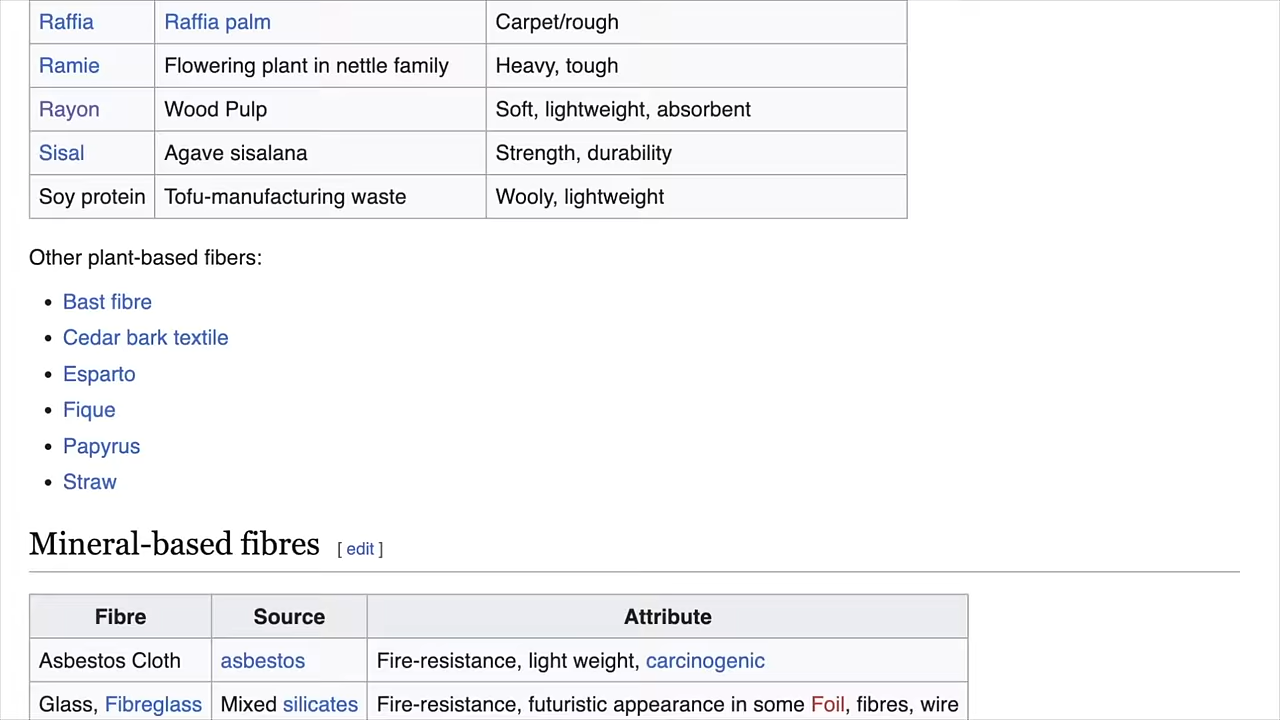 Raffia Raffia palm Carpet/rough
Ramie Flowering plant in nettle family Heavy, tough
Rayon Wood Pulp Soft, lightweight, absorbent
Sisal Agave sisalana Strength, durability
Soy protein Tofu-manufacturing waste Wooly, lightweight
Other plant-based fibers:
• Bast fibre
• Cedar bark textile
• Esparto
• Fique
• Papyrus
• Straw
Mineral-based fibres [ edit ]
Fibre Source Attribute
Asbestos Cloth asbestos Fire-resistance, light weight, carcinogenic
Glass, Fibreglass Mixed silicates Fire-resistance, futuristic appearance in some Foil, fibres, wire